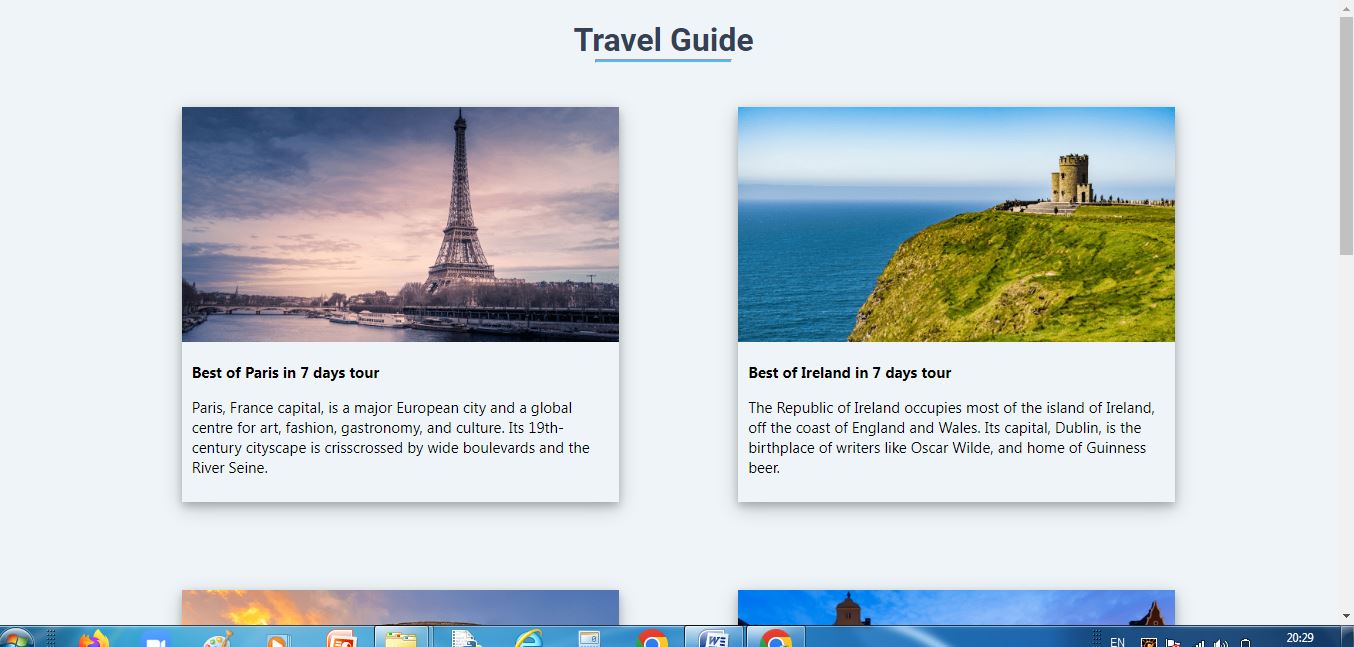 Travel Guide
Best of Paris in 7 days tour
Paris, France capital, is a major European city and a global
centre for art, fashion, gastronomy, and culture. Its 19th-
century cityscape is crisscrossed by wide boulevards and the
River Seine.
Best of Ireland in 7 days tour
The Republic of Ireland occupies most of the island of Ireland,
off the coast of England and Wales. Its capital, Dublin, is the
birthplace of writers like Oscar Wilde, and home of Guinness
beer.
EN
20:29